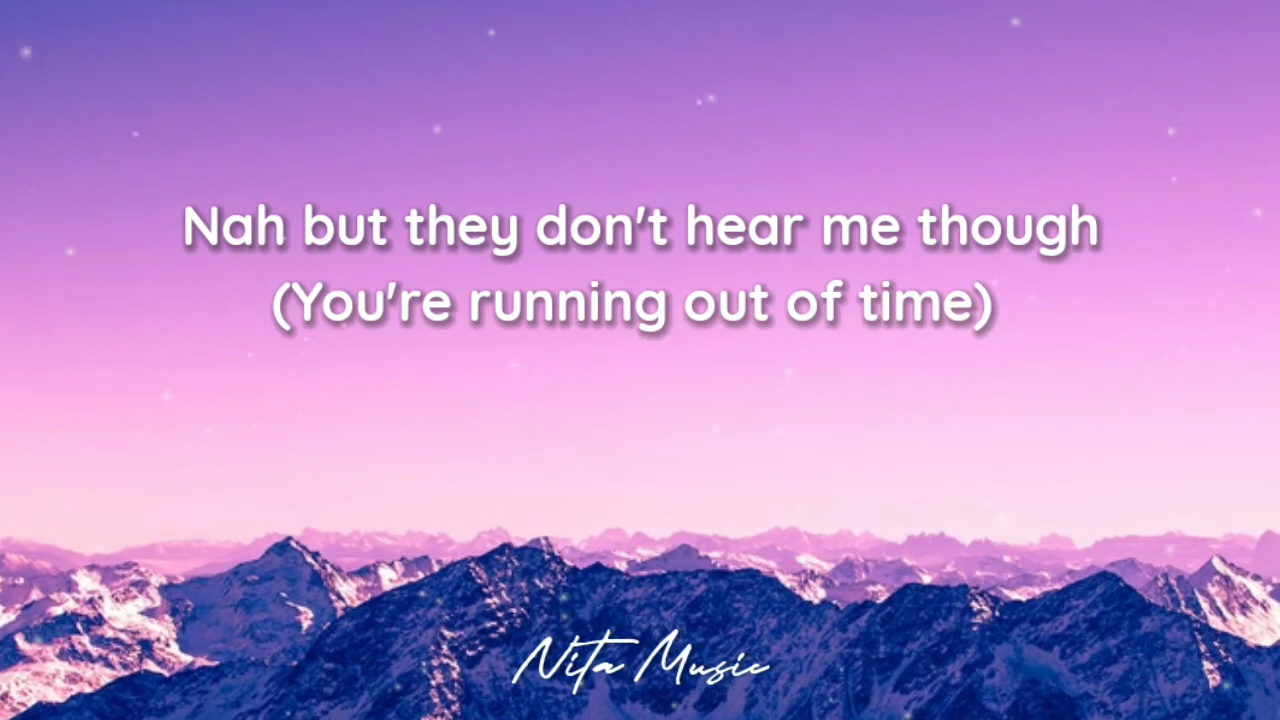 Nah but they don't hear me though
(You're running out of time)
Nita Music